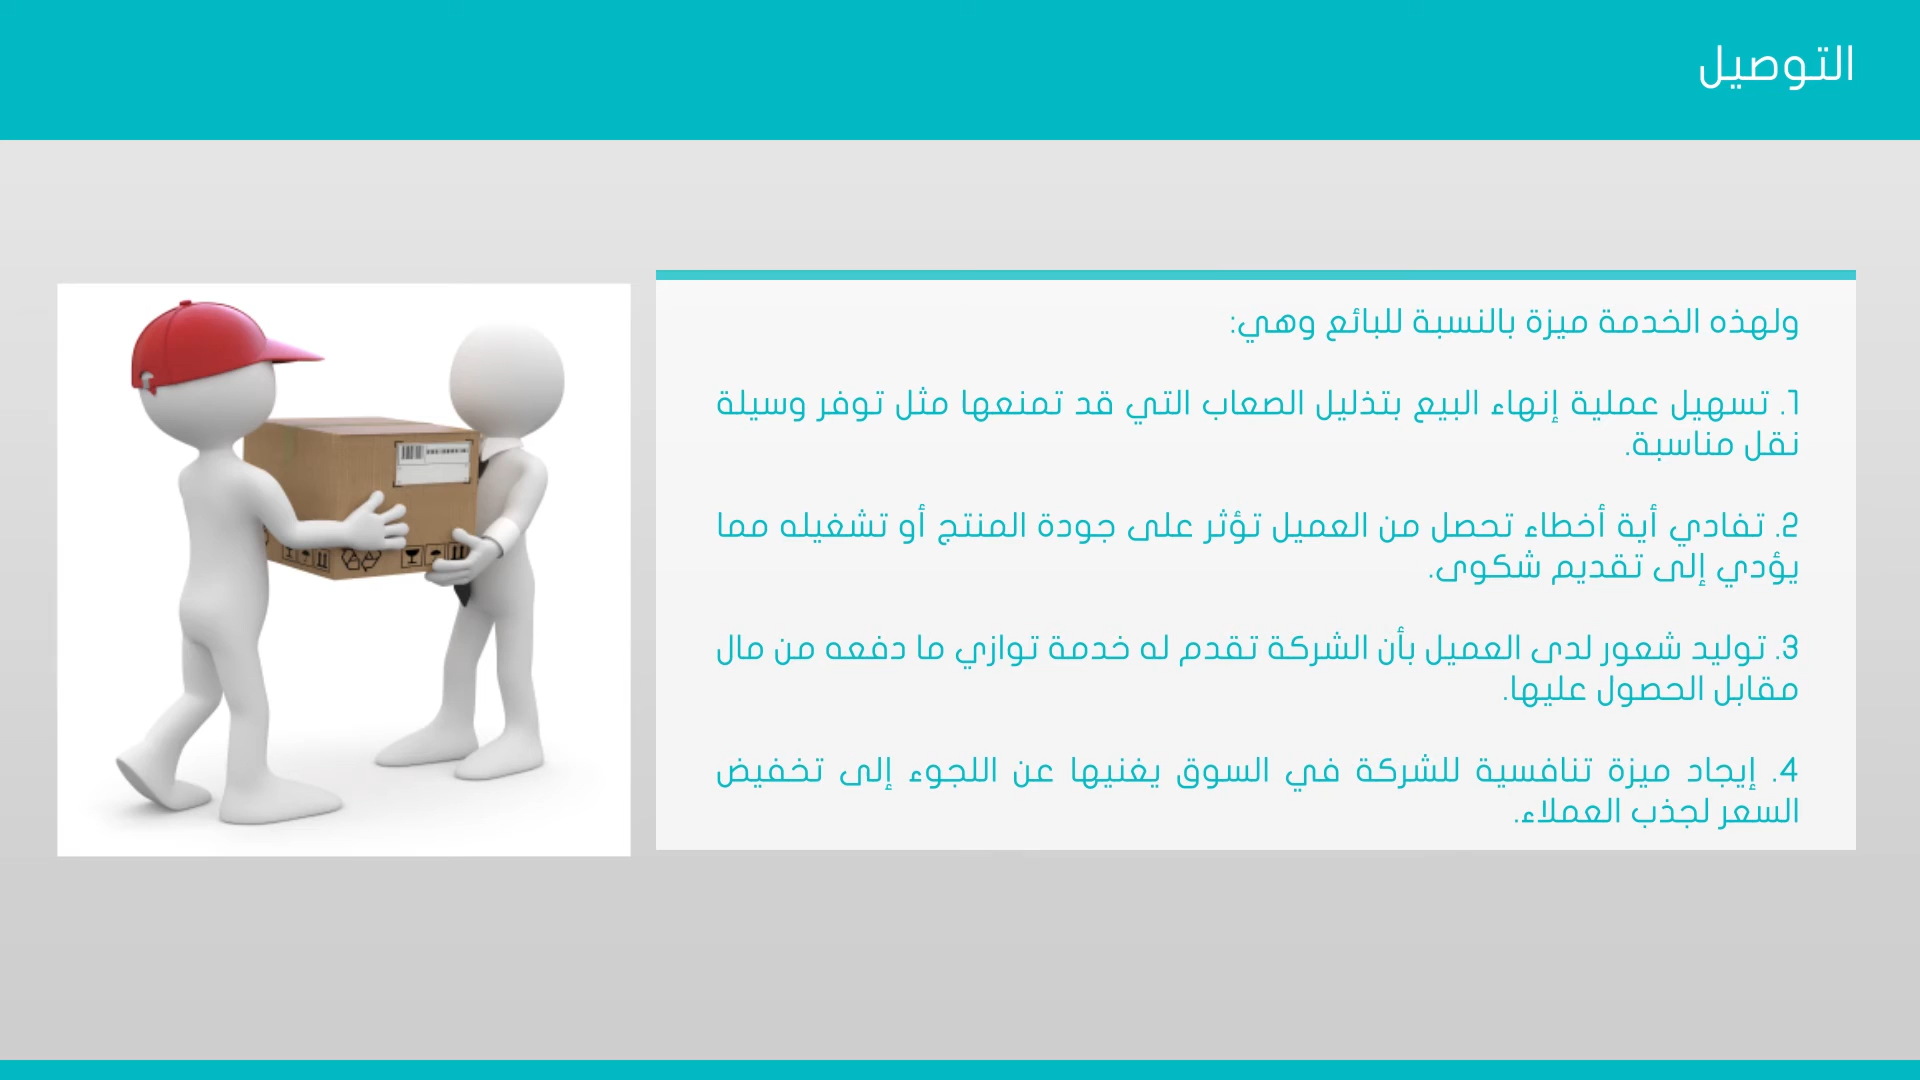 التوصيل
ولهذه الخدمة ميزة بالنسبة للبائع وهي:
1. تسهيل عملية إنهاء البيع بتذليل الصعاب التي قد تمنعها مثل توفر وسيلة
نقل مناسبة.
2. تفادي أية أخطاء تحصل من العميل تؤثر على جودة المنتج أو تشغيله مما
يؤدي إلى تقديم شكوى.
3. توليد شعور لدى العميل بأن الشركة تقدم له خدمة توازي ما دفعه من مال
مقابل الحصول عليها.
4. إيجاد ميزة تنافسية للشركة في السوق يغنيها عن اللجوء إلى تخفيض
السعر لجذب العملاء.